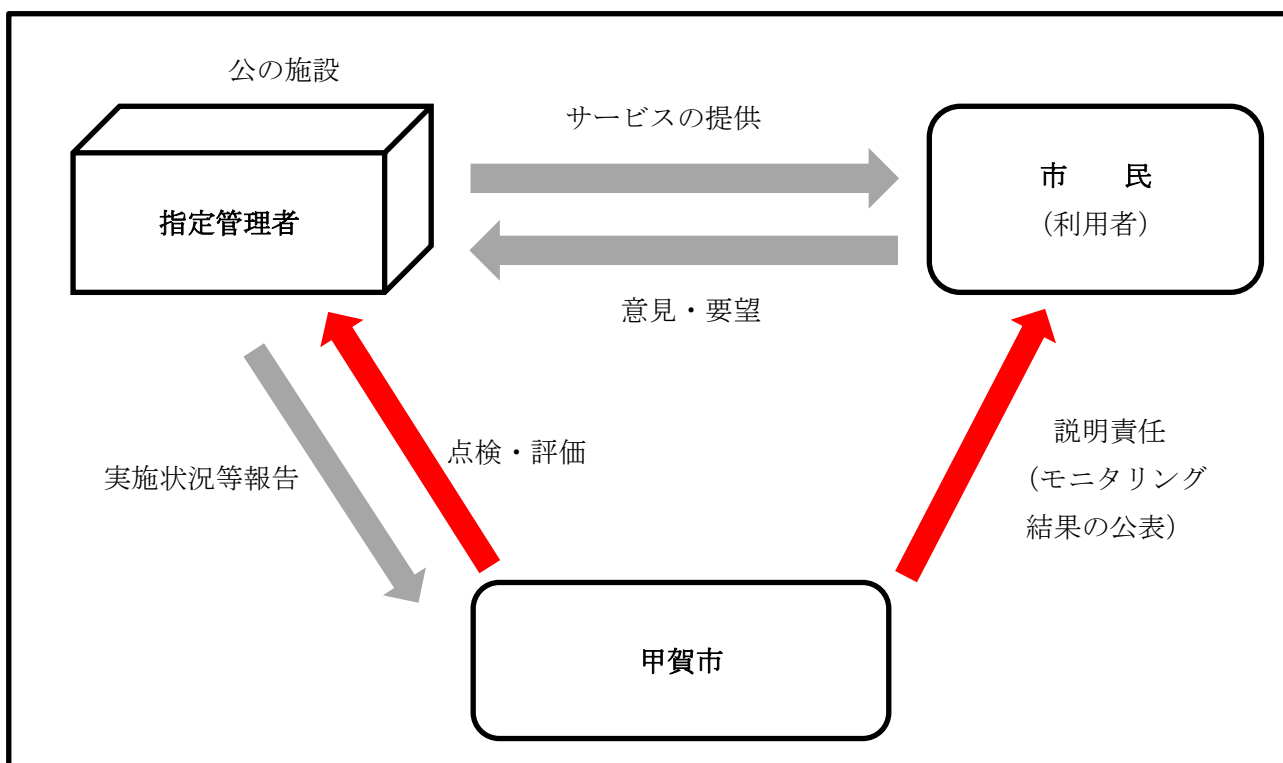 公の施設
サービスの提供
市　　民
（利用者）
指定管理者
意見・要望
点検・評価
実施状況等報告
説明責任
（モニタリング
結果の公表）
甲賀市